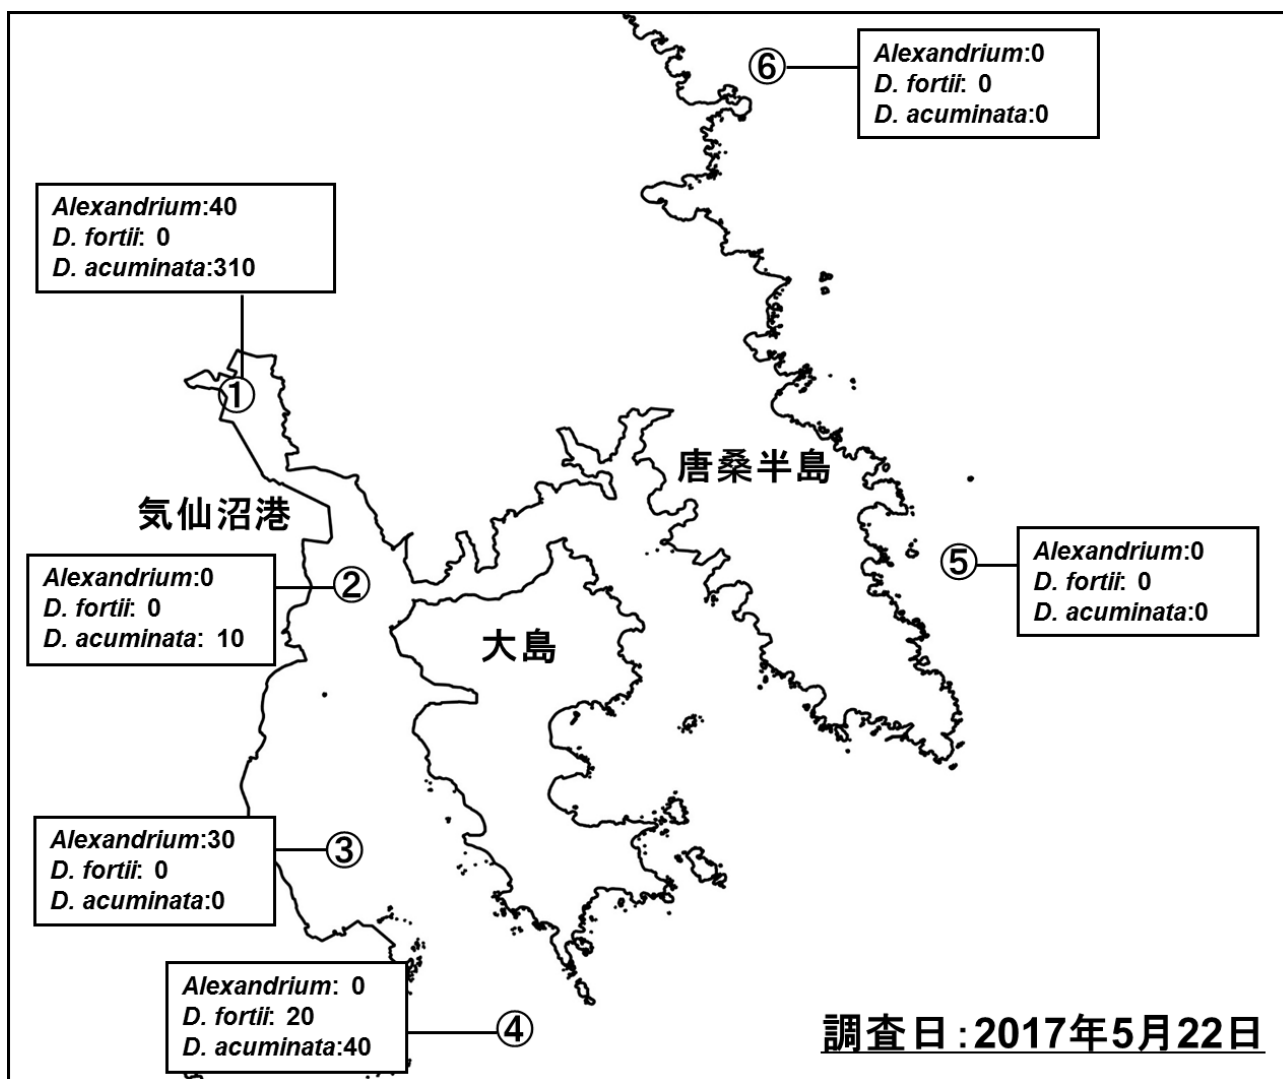 ⑥
Alexandrium:0
D. fortii: 0
D. acuminata:0
Alexandrium:40
D. fortii: 0
D. acuminata:310
①
唐桑半島
気仙沼港
②
Alexandrium:0
D. fortii: 0
D. acuminata: 10
⑤
Alexandrium:0
D. fortii: 0
D. acuminata:0
大島
Alexandrium:30
D. fortii: 0
D. acuminata:0
③
Alexandrium: 0
D. fortii: 20
D. acuminata:40
④
調査日:2017年5月22日